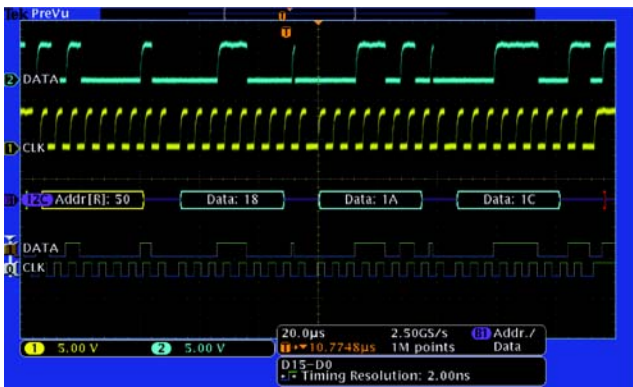 Tek PreVu
T
T
2 DATA
1 CLK
B1 I2C Addr[R]: 50 Data: 18 Data: 1A Data: 1C
DATA
0 CLK
1 5.00 V 2 5.00 V
20.0µs 2.50GS/s B1 Addr./
T→▼10.7748µs 1M points Data
D15-D0
Timing Resolution: 2.00ns